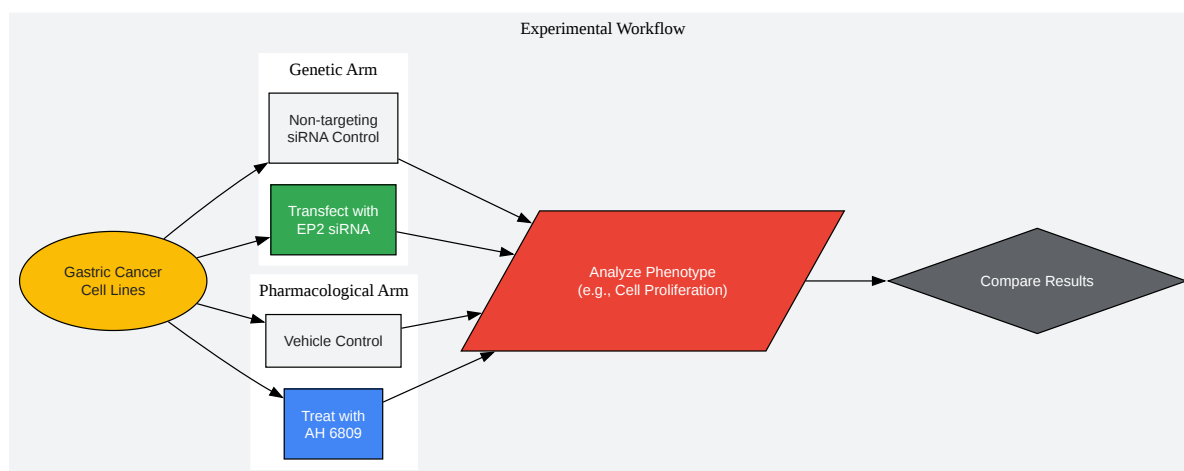 Experimental Workflow
Genetic Arm
Non-targeting
siRNA Control
Transfect with
EP2 siRNA
Gastric Cancer
Cell Lines
Pharmacological Arm
Vehicle Control
Treat with
AH 6809
Analyze Phenotype
(e.g., Cell Proliferation)
Compare Results